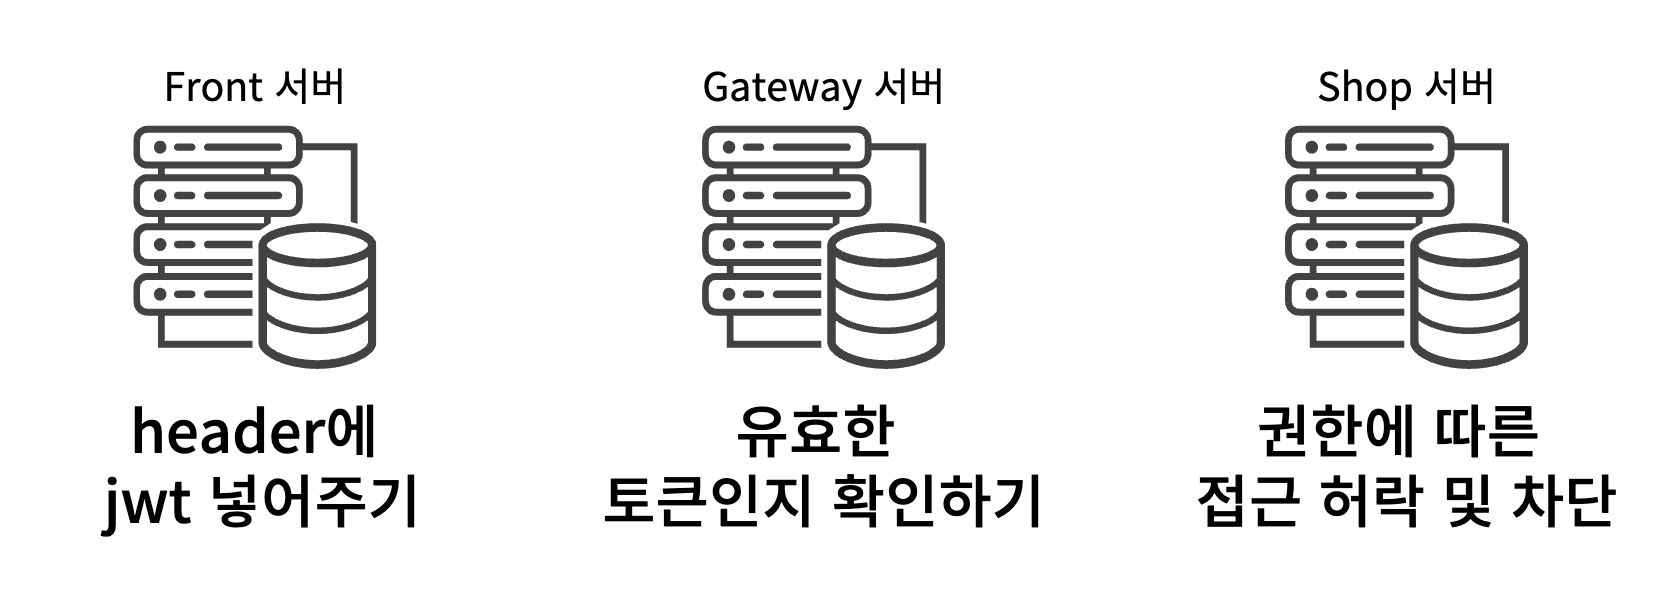 Front 서버
header에
jwt 넣어주기
Gateway 서버
유효한
토큰인지 확인하기
Shop 서버
권한에 따른
접근 허락 및 차단